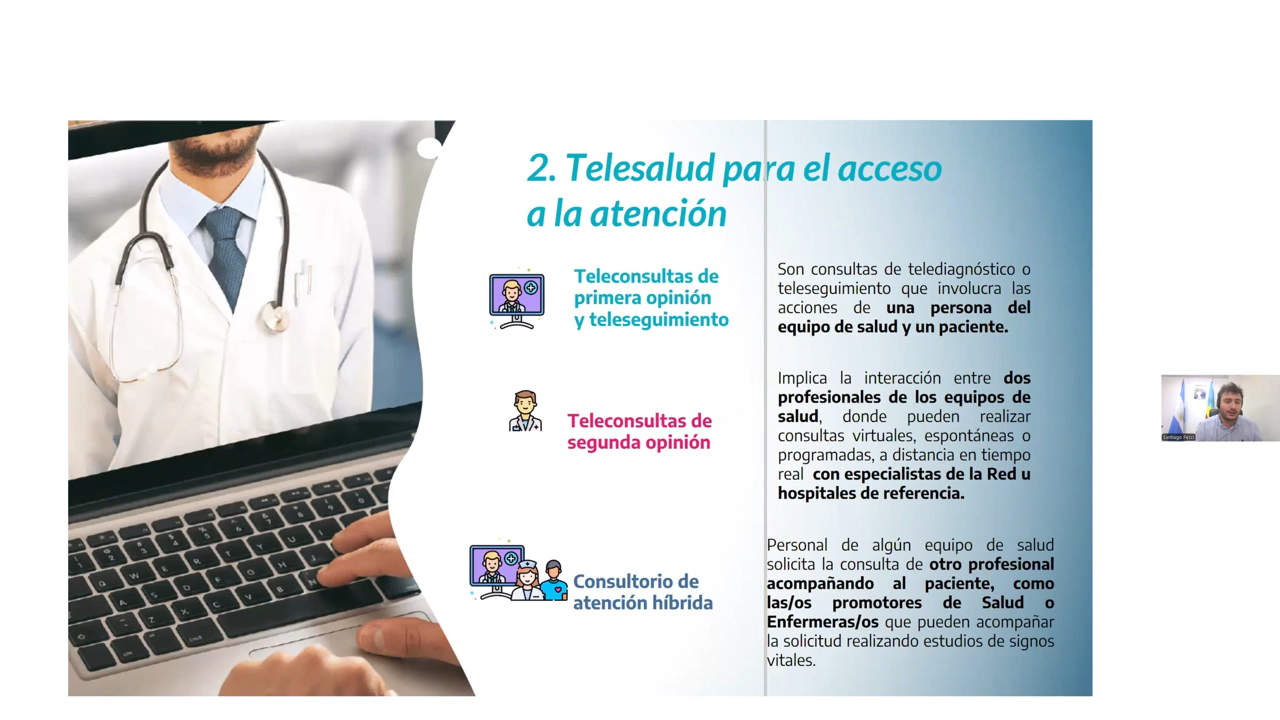 2. Telesalud para el acceso
a la atención
Teleconsultas de
primera opinión
y teleseguimiento
Son consultas de telediagnóstico o
teleseguimiento que involucra las
acciones de una persona del
equipo de salud y un paciente.
Teleconsultas de
segunda opinión
Implica la interacción entre dos
profesionales de los equipos de
salud, donde pueden realizar
consultas virtuales, espontáneas o
programadas, a distancia en tiempo
real con especialistas de la Red u
hospitales de referencia.
Consultorio de
atención híbrida
Personal de algún equipo de salud
solicita la consulta de otro profesional
acompañando al paciente, como
las/os promotores de Salud o
Enfermeras/os que pueden acompañar
la solicitud realizando estudios de signos
vitales.